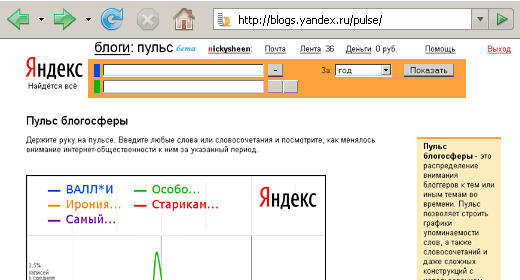 http://blogs.yandex.ru/pulse/
блоги: пульс бета nickysheen: Почта Лента 36 Деньги 0 руб. Помощь Выход
Яндекс
Найдётся всё
- За: год Показать
Пульс блогосферы
Держите руку на пульсе. Введите любые слова или словосочетания и посмотрите, как менялось
внимание интернет-общественности к ним за указанный период.
Пульс
блогосферы - это
распределение
внимания
блоггеров к тем или
иным темам во
времени. Пульс
позволяет строить
графики
упоминаемости
слов, а также
словосочетаний и
даже сложных
конструкций с
использованием
ВАЛЛ*И Особо...
Ирония... Старикам...
Самый...
Яндекс
3,5%
записей
в среднем